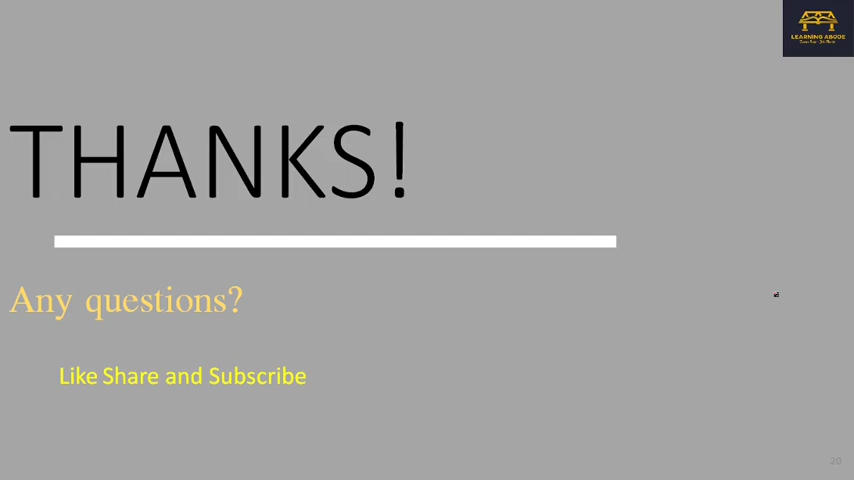 LEARNING ABODE
THANKS!
Any questions?
Like Share and Subscribe
20